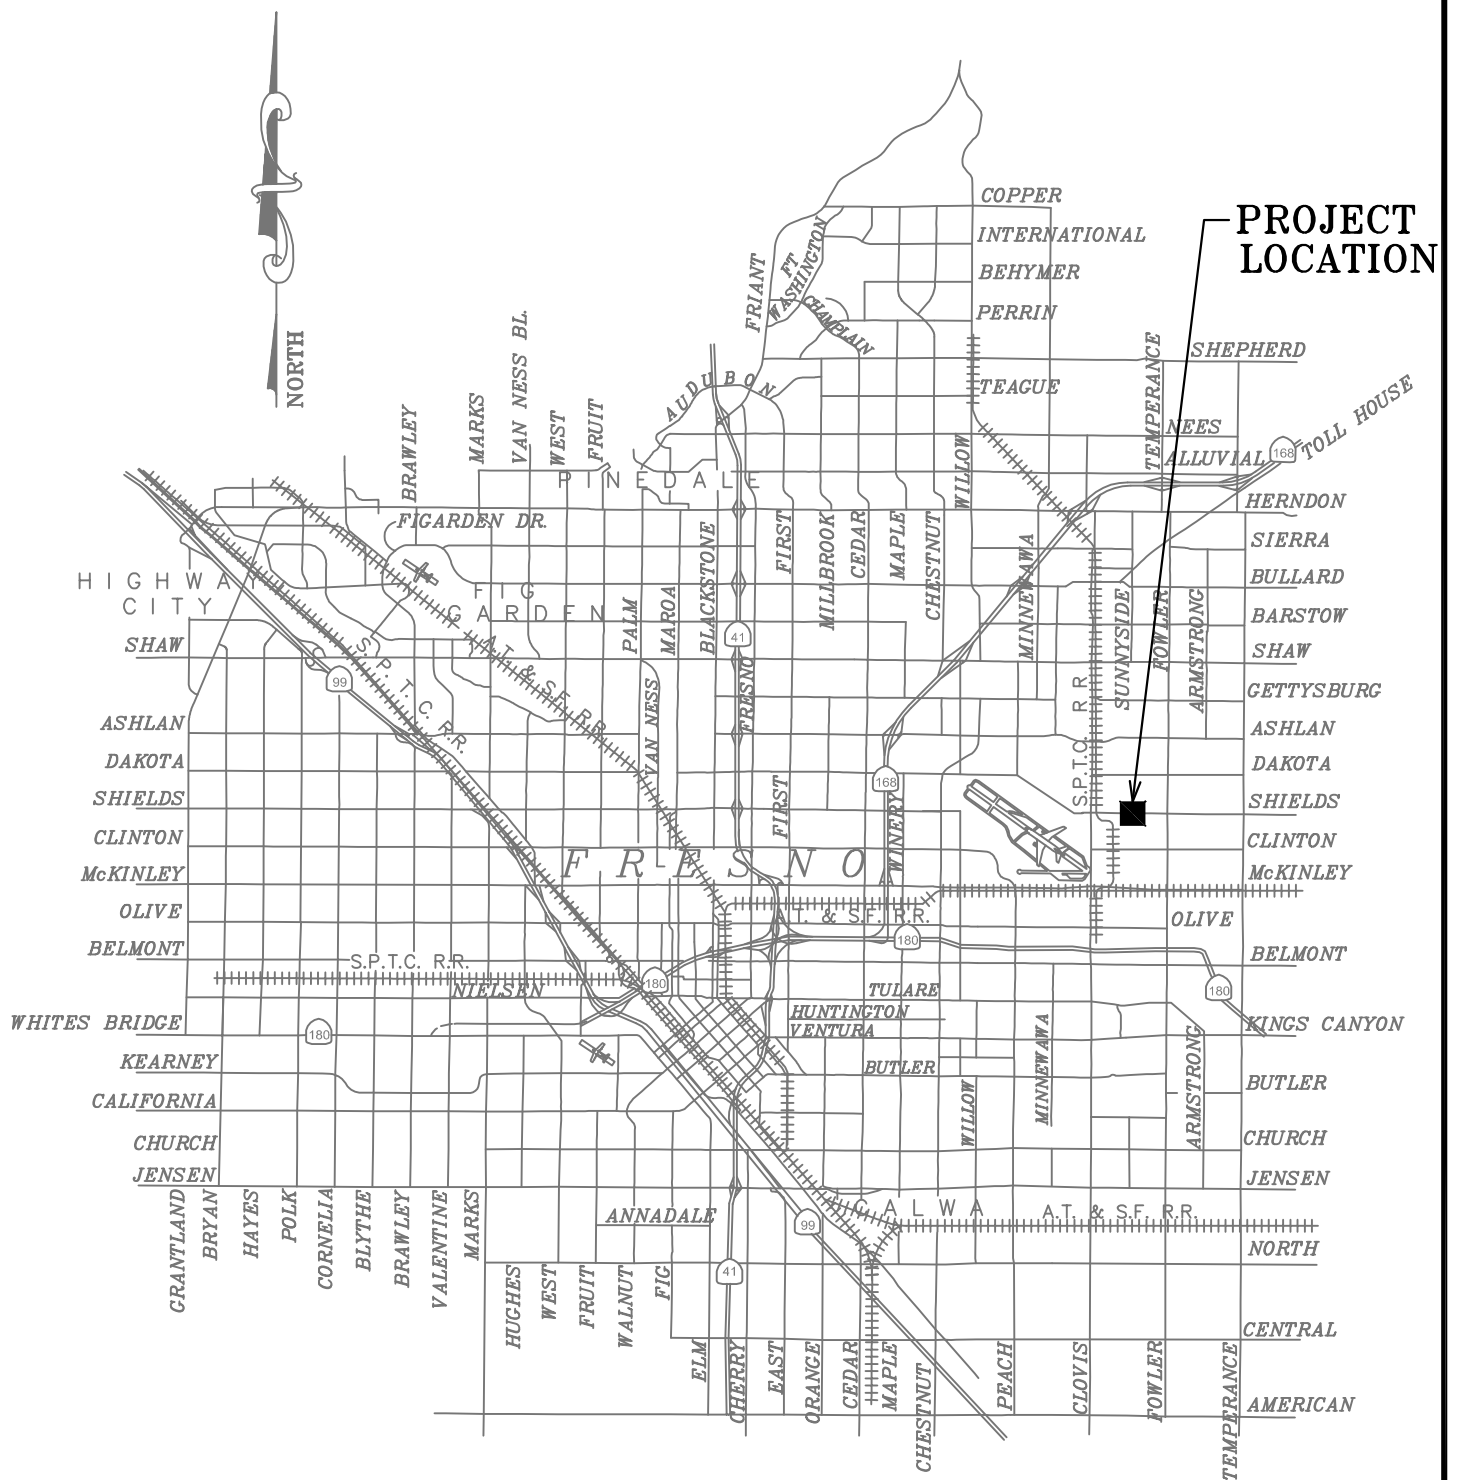 NORTH
PROJECT
LOCATION
COPPER
INTERNATIONAL
BEHYMER
PERRIN
SHEPHERD
TEAGUE
NEES
ALLUVIAL
168
TOLL HOUSE
HERNDON
SIERRA
BULLARD
BARSTOW
SHAW
GETTYSBURG
ASHLAN
DAKOTA
SHIELDS
CLINTON
McKINLEY
OLIVE
BELMONT
180
KINGS CANYON
BUTLER
CHURCH
JENSEN
NORTH
CENTRAL
AMERICAN
FRIANT
FT
WASHINGTON
CHAMPLAIN
AUDUBON
TEMPERANCE
BRAWLEY
MARKS
VAN NESS BL.
WEST
FRUIT
PINEDALE
FIGARDEN DR.
WILLOW
FIRST
MILLBROOK
CEDAR
MAPLE
CHESTNUT
MINNEWAWA
SUNNYSIDE
FOWLER
ARMSTRONG
PALM
MAROA
BLACKSTONE
41
FRESNO
VAN NESS
HIGHWAY
CITY
FIG
GARDEN
S. P. T. C. R.R.
A.T. & S.F. R.R.
S.P.T.C. R R
99
168
WINERY
FIRST
FRESNO
SHAW
ASHLAN
DAKOTA
SHIELDS
CLINTON
McKINLEY
OLIVE
BELMONT
WHITES BRIDGE
KEARNEY
CALIFORNIA
CHURCH
JENSEN
A.T. & S.F. R.R.
180
S.P.T.C. R.R.
NIELSEN
180
180
TULARE
HUNTINGTON
VENTURA
BUTLER
WILLOW
MINNEWAWA
ARMSTRONG
GRANTLAND
BRYAN
HAYES
POLK
CORNELIA
BLYTHE
BRAWLEY
VALENTINE
MARKS
ANNADALE
CALWA
A.T. & S.F. R.R.
99
41
HUGHES
WEST
FRUIT
WALNUT
FIG
ELM
CHERRY
EAST
ORANGE
CEDAR
MAPLE
CHESTNUT
PEACH
CLOVIS
FOWLER
TEMPERANCE